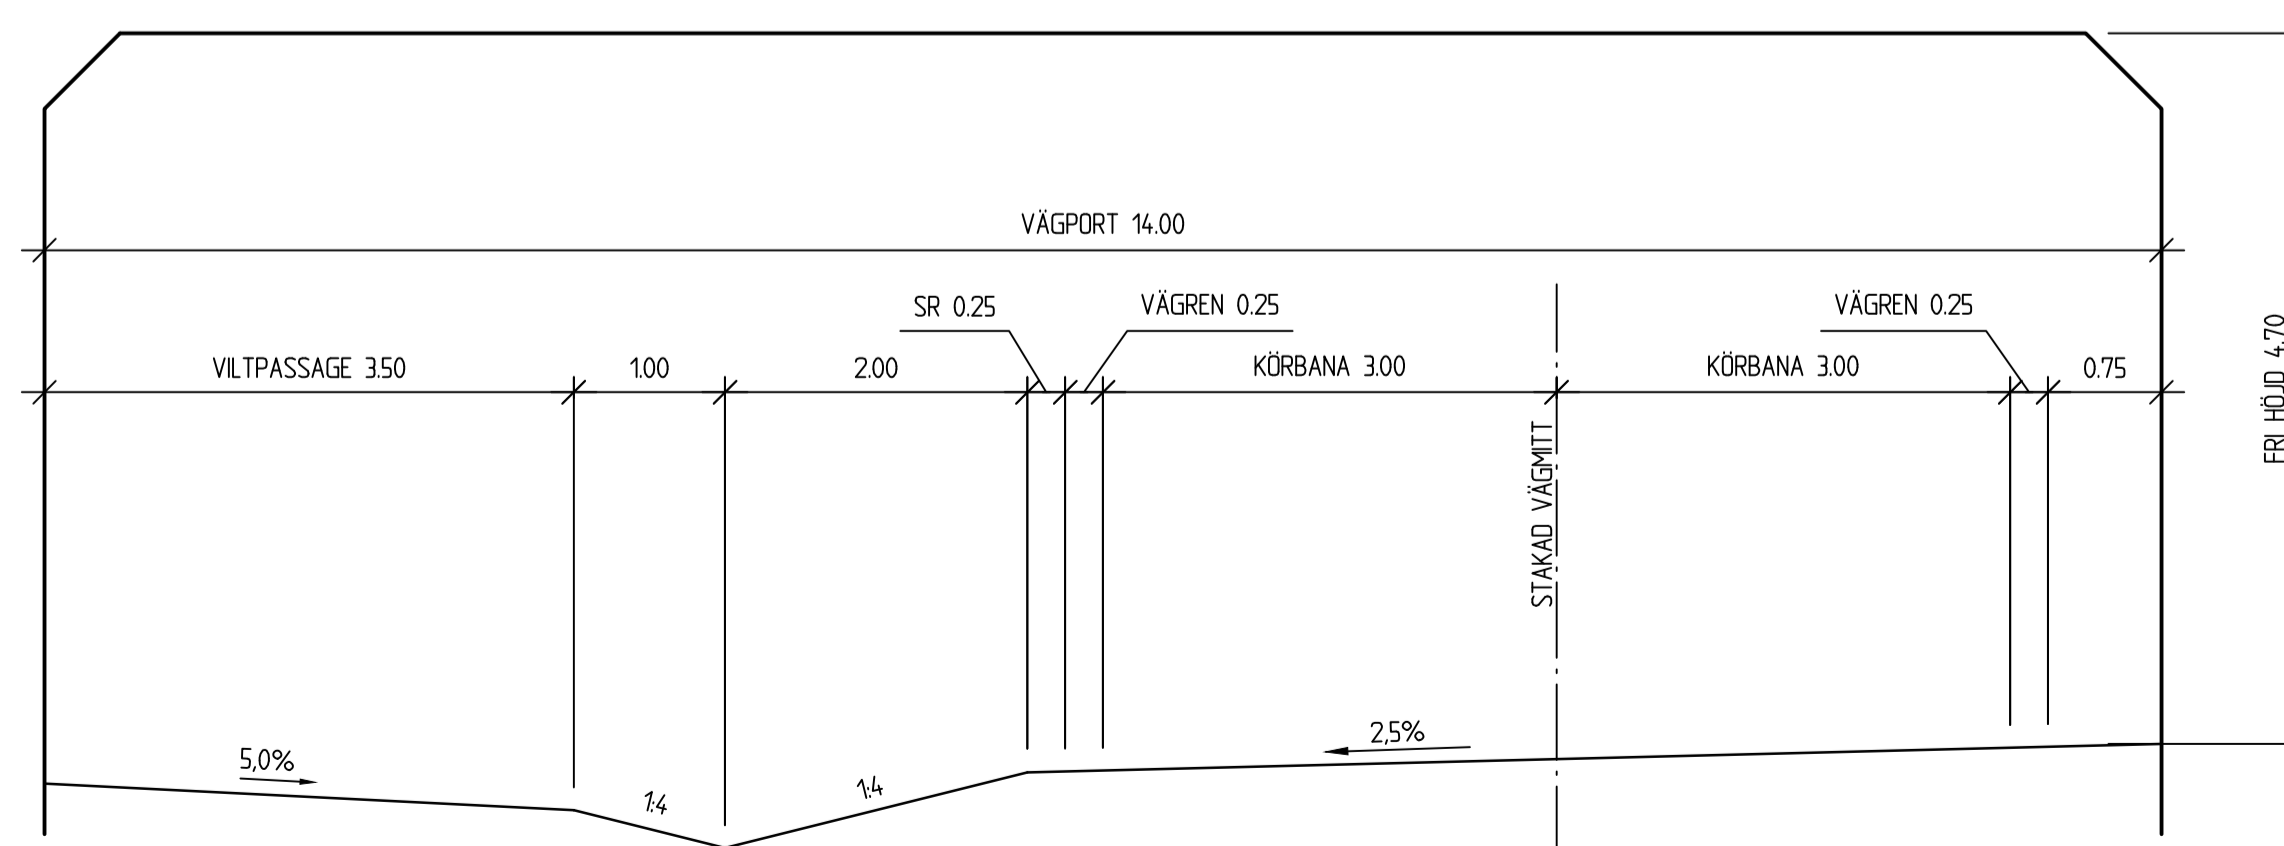 VÄGPORT 14.00
SR 0.25
VÄGREN 0.25
VÄGREN 0.25
VILTPASSAGE 3.50
1.00
2.00
KÖRBANA 3.00
KÖRBANA 3.00
0.75
FRI HÖJD 4.70
STAKAD VÄGMITT
5,0%
1:4
1:4
2,5%